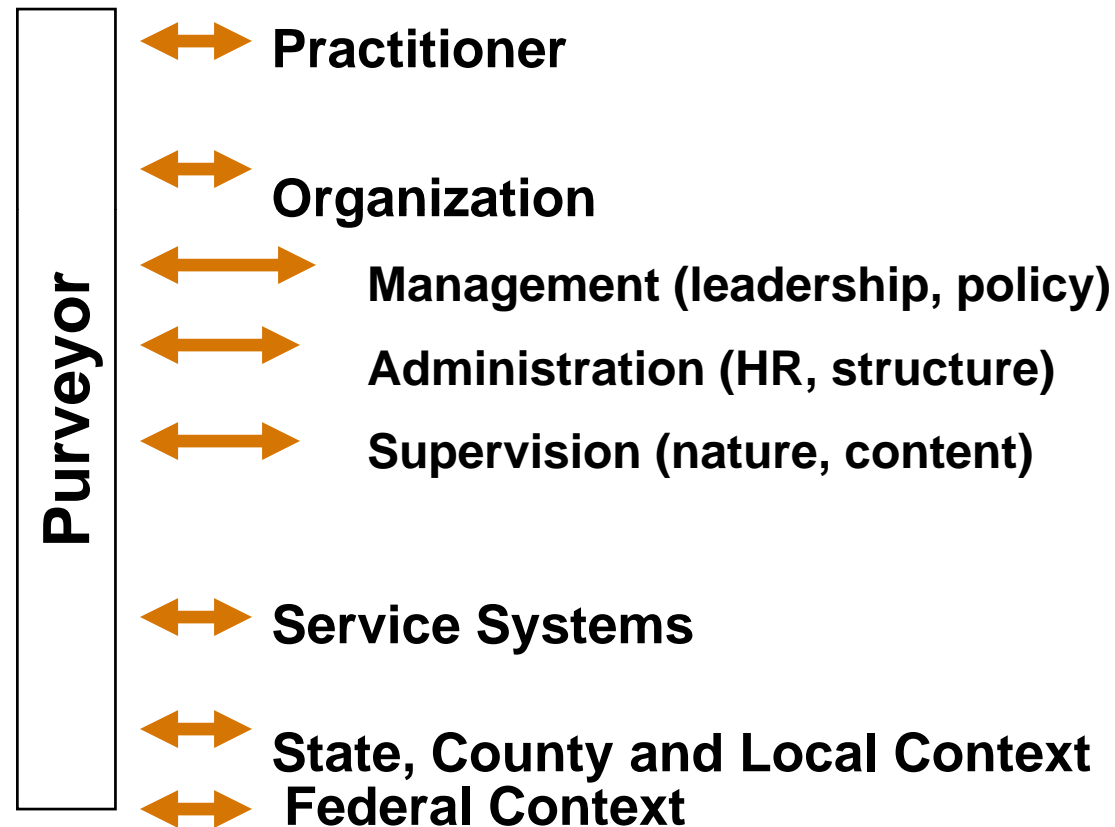 Purveyor
Practitioner
Organization
Management (leadership, policy)
Administration (HR, structure)
Supervision (nature, content)
Service Systems
State, County and Local Context
Federal Context